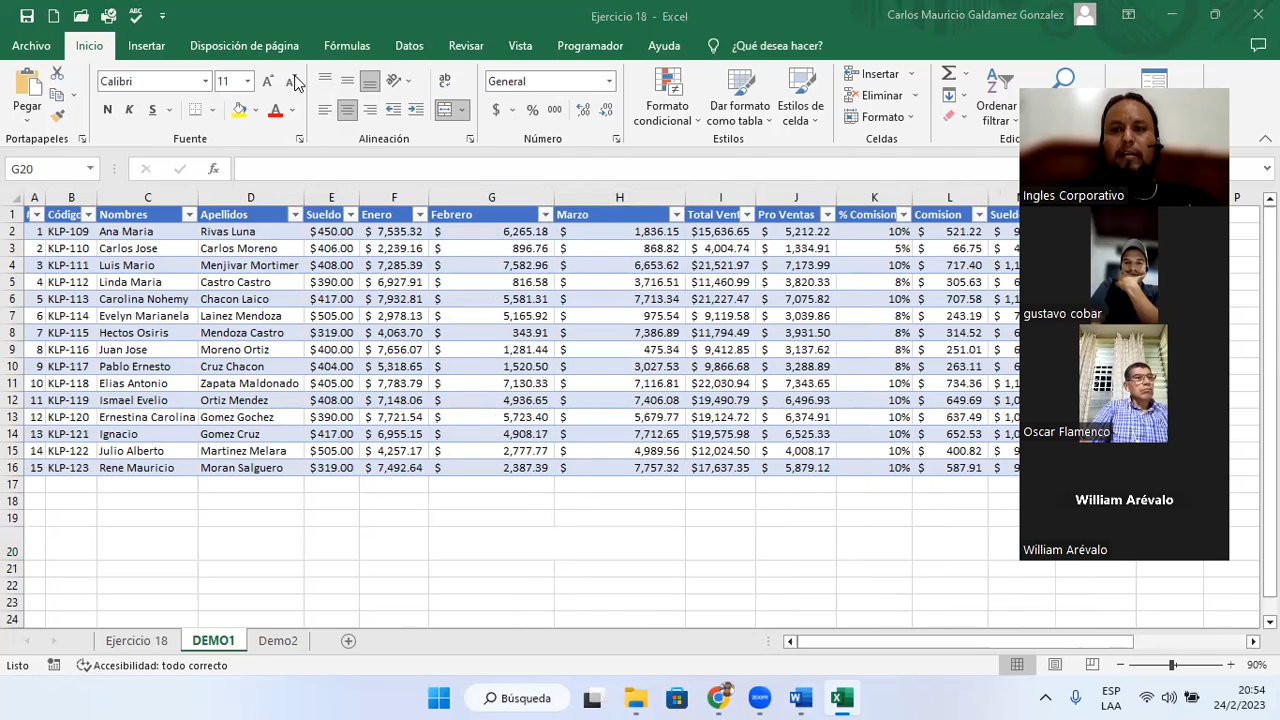 Ejercicio 18 - Excel
Carlos Mauricio Galdamez Gonzalez
Archivo Inicio Insertar Disposición de página Fórmulas Datos Revisar Vista Programador Ayuda ¿Qué desea hacer?
Pegar
Calibri 11
N K S
General
$ % 000
Formato condicional
Dar formato como tabla
Estilos de celda
Insertar
Eliminar
Formato
Ordenar
filtrar
Portapapeles Fuente Alineación Número Estilos Celdas
G20
A B C D E F G H I J K L P
1 Código Nombres Apellidos Sueldo Enero Febrero Marzo Total Vent Pro Ventas % Comision Comision Sueld
2 1 KLP-109 Ana Maria Rivas Luna $450.00 $ 7,535.32 $ 6,265.18 $ 1,836.15 $15,636.65 $ 5,212.22 10% $ 521.22
3 2 KLP-110 Carlos Jose Carlos Moreno $406.00 $ 2,239.16 $ 896.76 $ 868.82 $ 4,004.74 $ 1,334.91 5% $ 66.75
4 3 KLP-111 Luis Mario Menjivar Mortimer $408.00 $ 7,285.39 $ 7,582.96 $ 6,653.62 $21,521.97 $ 7,173.99 10% $ 717.40
5 4 KLP-112 Linda Maria Castro Castro $390.00 $ 6,927.91 $ 816.58 $ 3,716.51 $11,460.99 $ 3,820.33 8% $ 305.63
6 5 KLP-113 Carolina Nohemy Chacon Laico $417.00 $ 7,932.81 $ 5,581.31 $ 7,713.34 $21,227.47 $ 7,075.82 10% $ 707.58
7 6 KLP-114 Evelyn Marianela Lainez Mendoza $505.00 $ 2,978.13 $ 5,165.92 $ 975.54 $ 9,119.58 $ 3,039.86 8% $ 243.19
8 7 KLP-115 Hectos Osiris Mendoza Castro $319.00 $ 4,063.70 $ 343.91 $ 7,386.89 $11,794.49 $ 3,931.50 8% $ 314.52
9 8 KLP-116 Juan Jose Moreno Ortiz $400.00 $ 7,656.07 $ 1,281.44 $ 475.34 $ 9,412.85 $ 3,137.62 8% $ 251.01
10 9 KLP-117 Pablo Ernesto Cruz Chacon $404.00 $ 5,318.65 $ 1,520.50 $ 3,027.53 $ 9,866.68 $ 3,288.89 8% $ 263.11
11 10 KLP-118 Elias Antonio Zapata Maldonado $405.00 $ 7,783.79 $ 7,130.33 $ 7,116.81 $22,030.94 $ 7,343.65 10% $ 734.36
12 11 KLP-119 Ismael Evelio Ortiz Mendez $408.00 $ 7,148.06 $ 4,936.65 $ 7,406.08 $19,490.79 $ 6,496.93 10% $ 649.69
13 12 KLP-120 Ernestina Carolina Gomez Gochez $390.00 $ 7,721.54 $ 5,723.40 $ 5,679.77 $19,124.72 $ 6,374.91 10% $ 637.49
14 13 KLP-121 Ignacio Gomez Cruz $417.00 $ 6,955.15 $ 4,908.17 $ 7,712.65 $19,575.98 $ 6,525.33 10% $ 652.53
15 14 KLP-122 Julio Alberto Martinez Melara $505.00 $ 4,257.17 $ 2,777.77 $ 4,989.56 $12,024.50 $ 4,008.17 10% $ 400.82
16 15 KLP-123 Rene Mauricio Moran Salguero $319.00 $ 7,492.64 $ 2,387.39 $ 7,757.32 $17,637.35 $ 5,879.12 10% $ 587.91
17
18
19
20
21
22
23
24
Ingles Corporativo
gustavo cobar
Oscar Flamenco
William Arévalo
William Arévalo
Ejercicio 18 DEMO1 Demo2
Listo Accesibilidad: todo correcto 90%
Búsqueda
ESP
LAA
20:54
24/2/2023